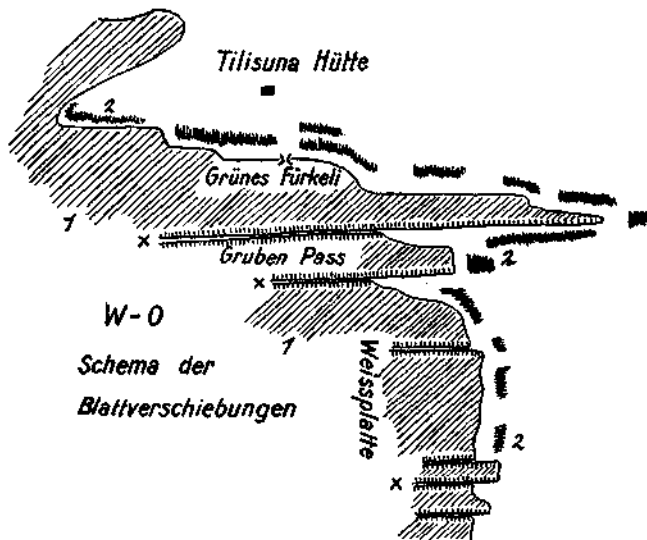 Tilisuna Hütte
2
Grünes Fürkeli
1
x
Gruben Pass
2
x
W-O
1
Schema der
Blattverschiebungen
Weissplatte
2
x